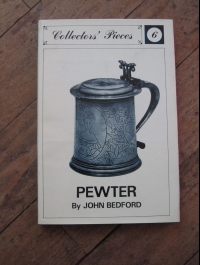 Collectors' Pieces 6
PEWTER
By JOHN BEDFORD